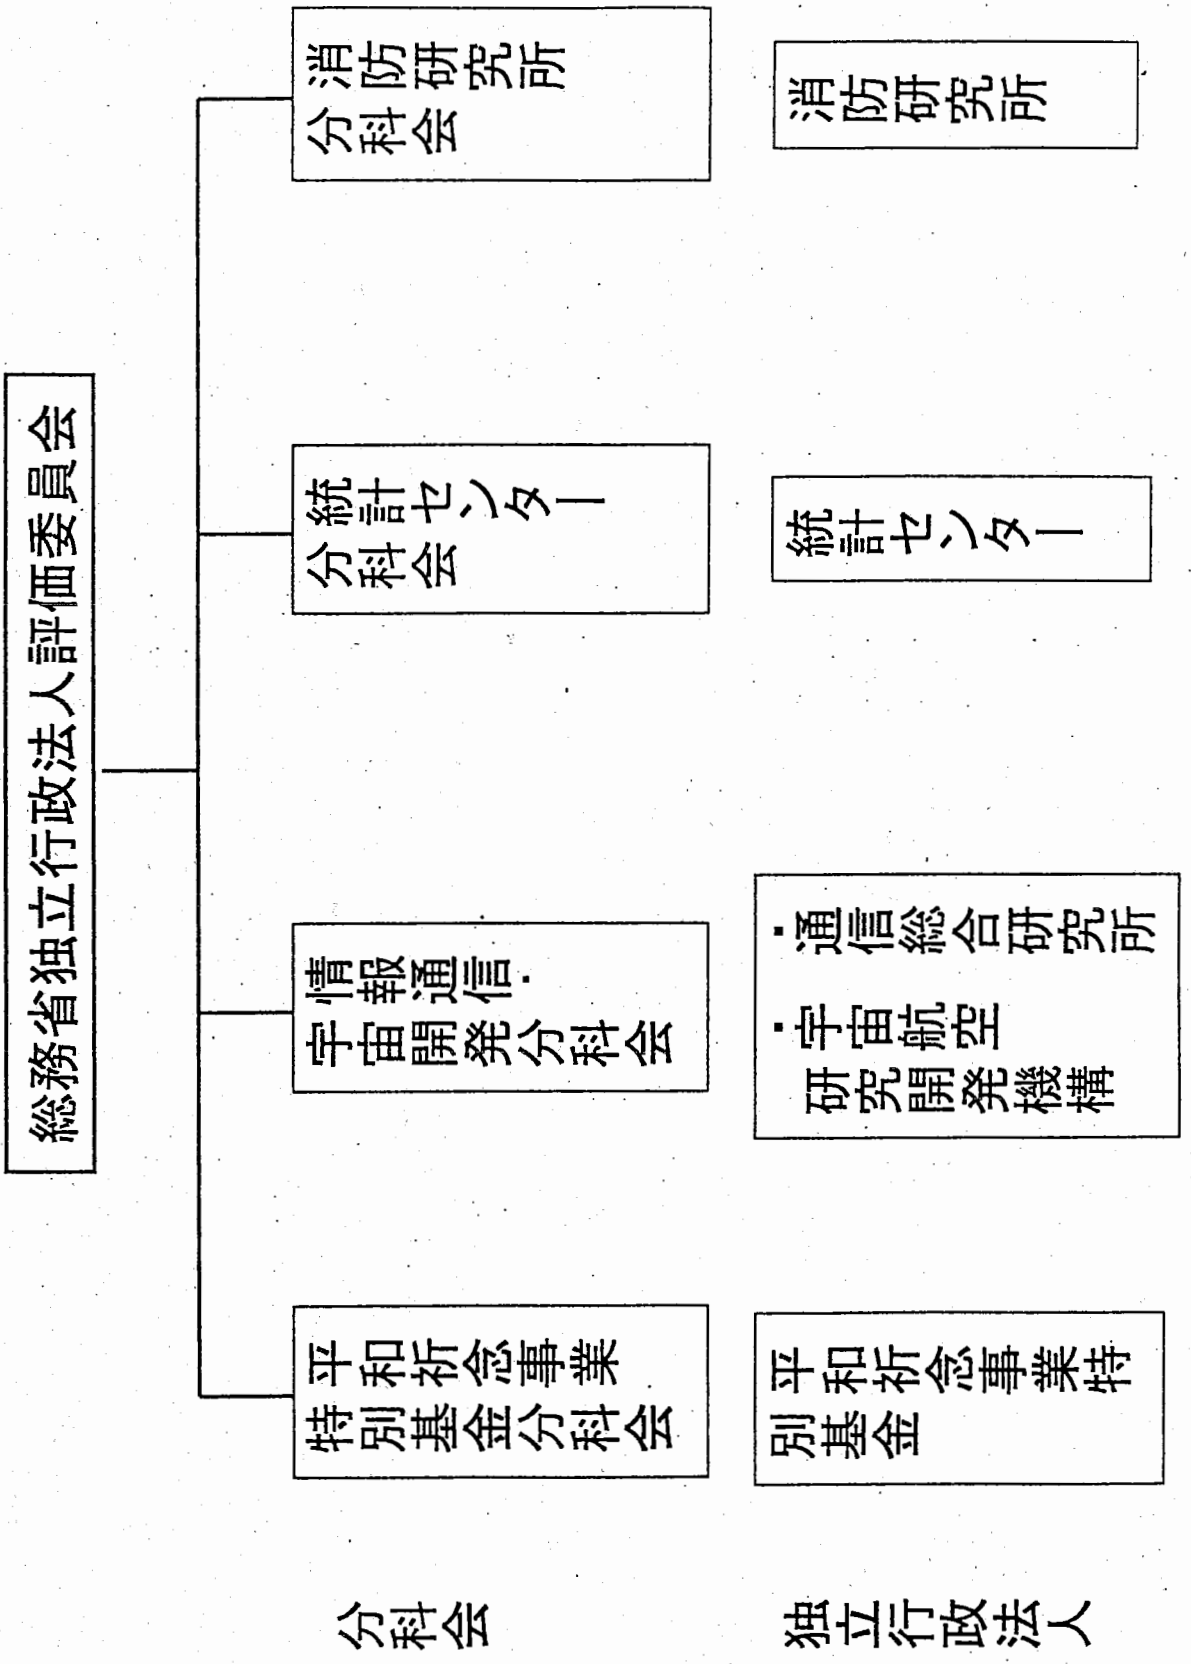 総務省独立行政法人評価委員会
分科会
平和祈念事業
特別基金分科会
情報通信・
宇宙開発分科会
統計センター
分科会
消防研究所
分科会
独立行政法人
平和祈念事業特
別基金
・通信総合研究所
・宇宙航空
研究開発機構
統計センター
消防研究所